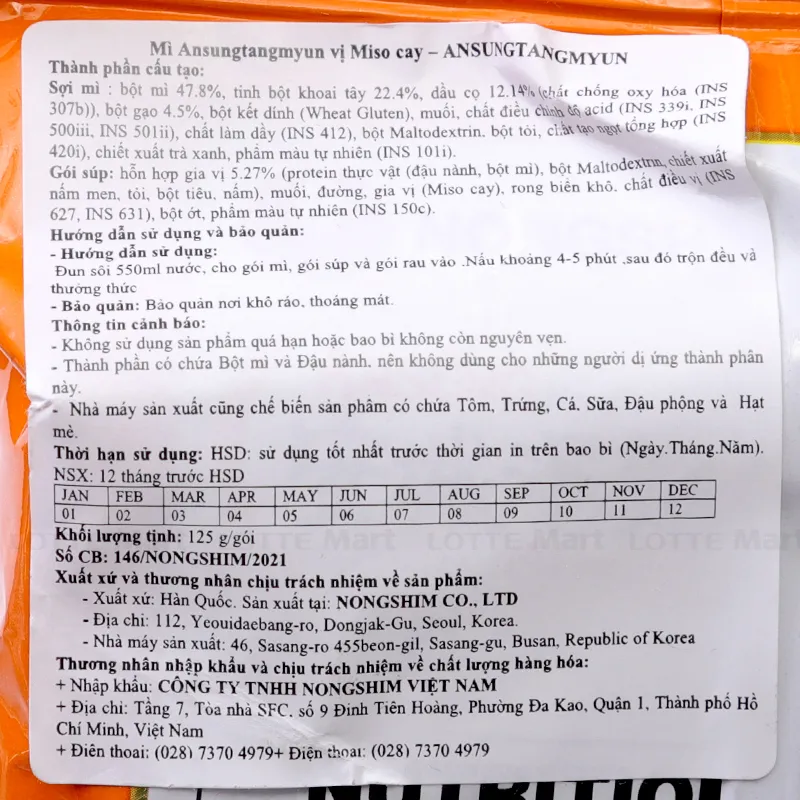 Mì Ansungtangmyun vị Miso cay – ANSUNGTANGMYUN
Thành phần cấu tạo:
Sợi mì : bột mì 47.8%, tinh bột khoai tây 22.4%, dầu cọ 12.14% (chất chống oxy hóa (INS
307b)), bột gạo 4.5%, bột kết dính (Wheat Gluten), muối, chất điều chỉnh độ acid (INS 339i, INS
500iii, INS 501ii), chất làm dầy (INS 412), bột Maltodextrin, bột tỏi, chất tạo ngọt tổng hợp (INS
420i), chiết xuất trà xanh, phẩm màu tự nhiên (INS 101i).
Gói súp: hỗn hợp gia vị 5.27% (protein thực vật (đậu nành, bột mì), bột Maltodextrin, chiết xuất
nấm men, tỏi, bột tiêu, nấm), muối, đường, gia vị (Miso cay), rong biển khô, chất điều vị (INS
627, INS 631), bột ớt, phẩm màu tự nhiên (INS 150c).
Hướng dẫn sử dụng và bảo quản:
- Hướng dẫn sử dụng:
Đun sôi 550ml nước, cho gói mì, gói súp và gói rau vào .Nấu khoảng 4-5 phút ,sau đó trộn đều và
thưởng thức
- Bảo quản: Bảo quản nơi khô ráo, thoáng mát.
Thông tin cảnh báo:
- Không sử dụng sản phẩm quá hạn hoặc bao bì không còn nguyên vẹn.
- Thành phần có chứa Bột mì và Đậu nành, nên không dùng cho những người dị ứng thành phần
này.
- Nhà máy sản xuất cũng chế biến sản phẩm có chứa Tôm, Trứng, Cá, Sữa, Đậu phộng và Hạt
mè.
Thời hạn sử dụng: HSD: sử dụng tốt nhất trước thời gian in trên bao bì (Ngày.Tháng.Năm).
NSX: 12 tháng trước HSD
JAN FEB MAR APR MAY JUN JUL AUG SEP OCT NOV DEC
01 02 03 04 05 06 07 08 09 10 11 12
Khối lượng tịnh: 125 g/gói
LOTTE Mart LOTTE Mart LOTTE Mart
Số CB: 146/NONGSHIM/2021
Xuất xứ và thương nhân chịu trách nhiệm về sản phẩm:
- Xuất xứ: Hàn Quốc. Sản xuất tại: NONGSHIM CO., LTD
- Địa chỉ: 112, Yeouidaebang-ro, Dongjak-Gu, Seoul, Korea.
- Nhà máy sản xuất: 46, Sasang-ro 455beon-gil, Sasang-gu, Busan, Republic of Korea
Thương nhân nhập khẩu và chịu trách nhiệm về chất lượng hàng hóa:
+ Nhập khẩu: CÔNG TY TNHH NONGSHIM VIỆT NAM
+ Địa chỉ: Tầng 7, Tòa nhà SFC, số 9 Đinh Tiên Hoàng, Phường Đa Kao, Quận 1, Thành phố Hồ
Chí Minh, Việt Nam
+ Điện thoại: (028) 7370 4979+ Điện thoại: (028) 7370 4979